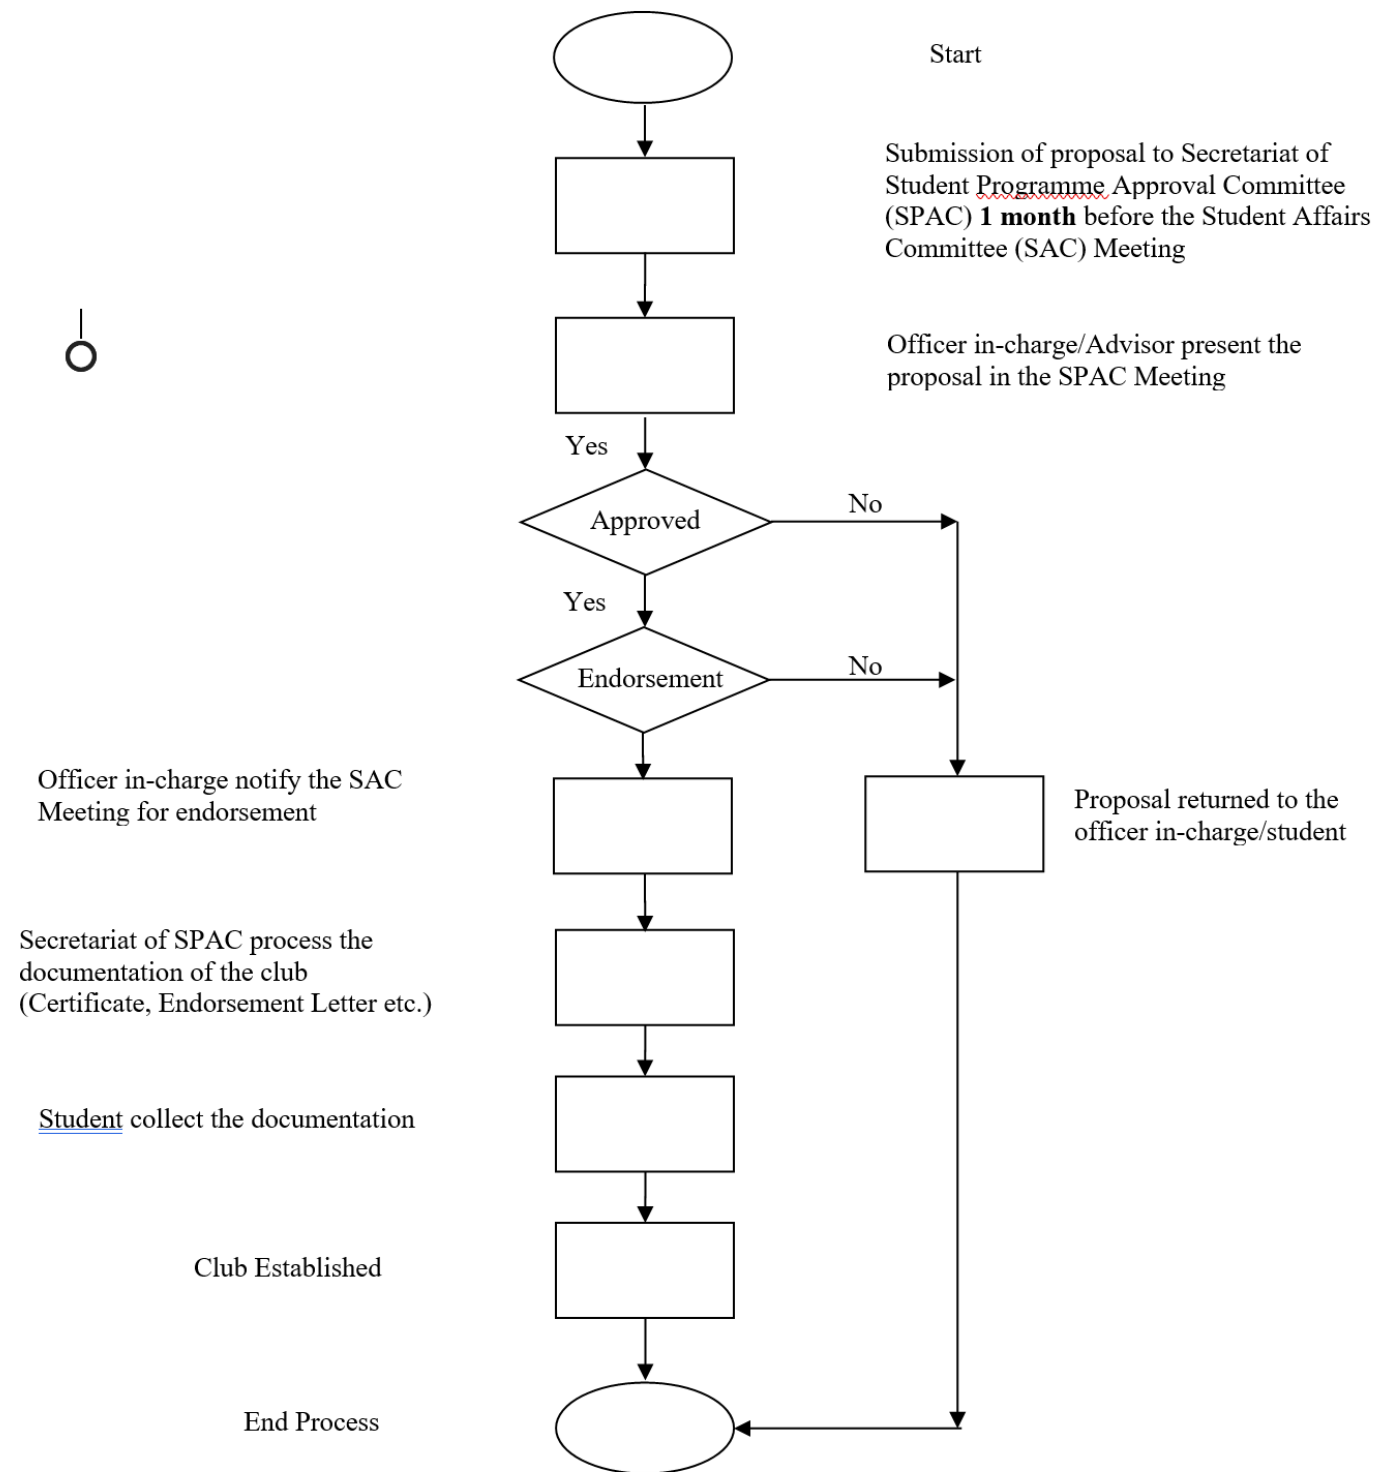 Start
Submission of proposal to Secretariat of
Student Programme Approval Committee
(SPAC) 1 month before the Student Affairs
Committee (SAC) Meeting
Officer in-charge/Advisor present the
proposal in the SPAC Meeting
Yes
Approved
No
Yes
Endorsement
No
Officer in-charge notify the SAC
Meeting for endorsement
Proposal returned to the
officer in-charge/student
Secretariat of SPAC process the
documentation of the club
(Certificate, Endorsement Letter etc.)
Student collect the documentation
Club Established
End Process